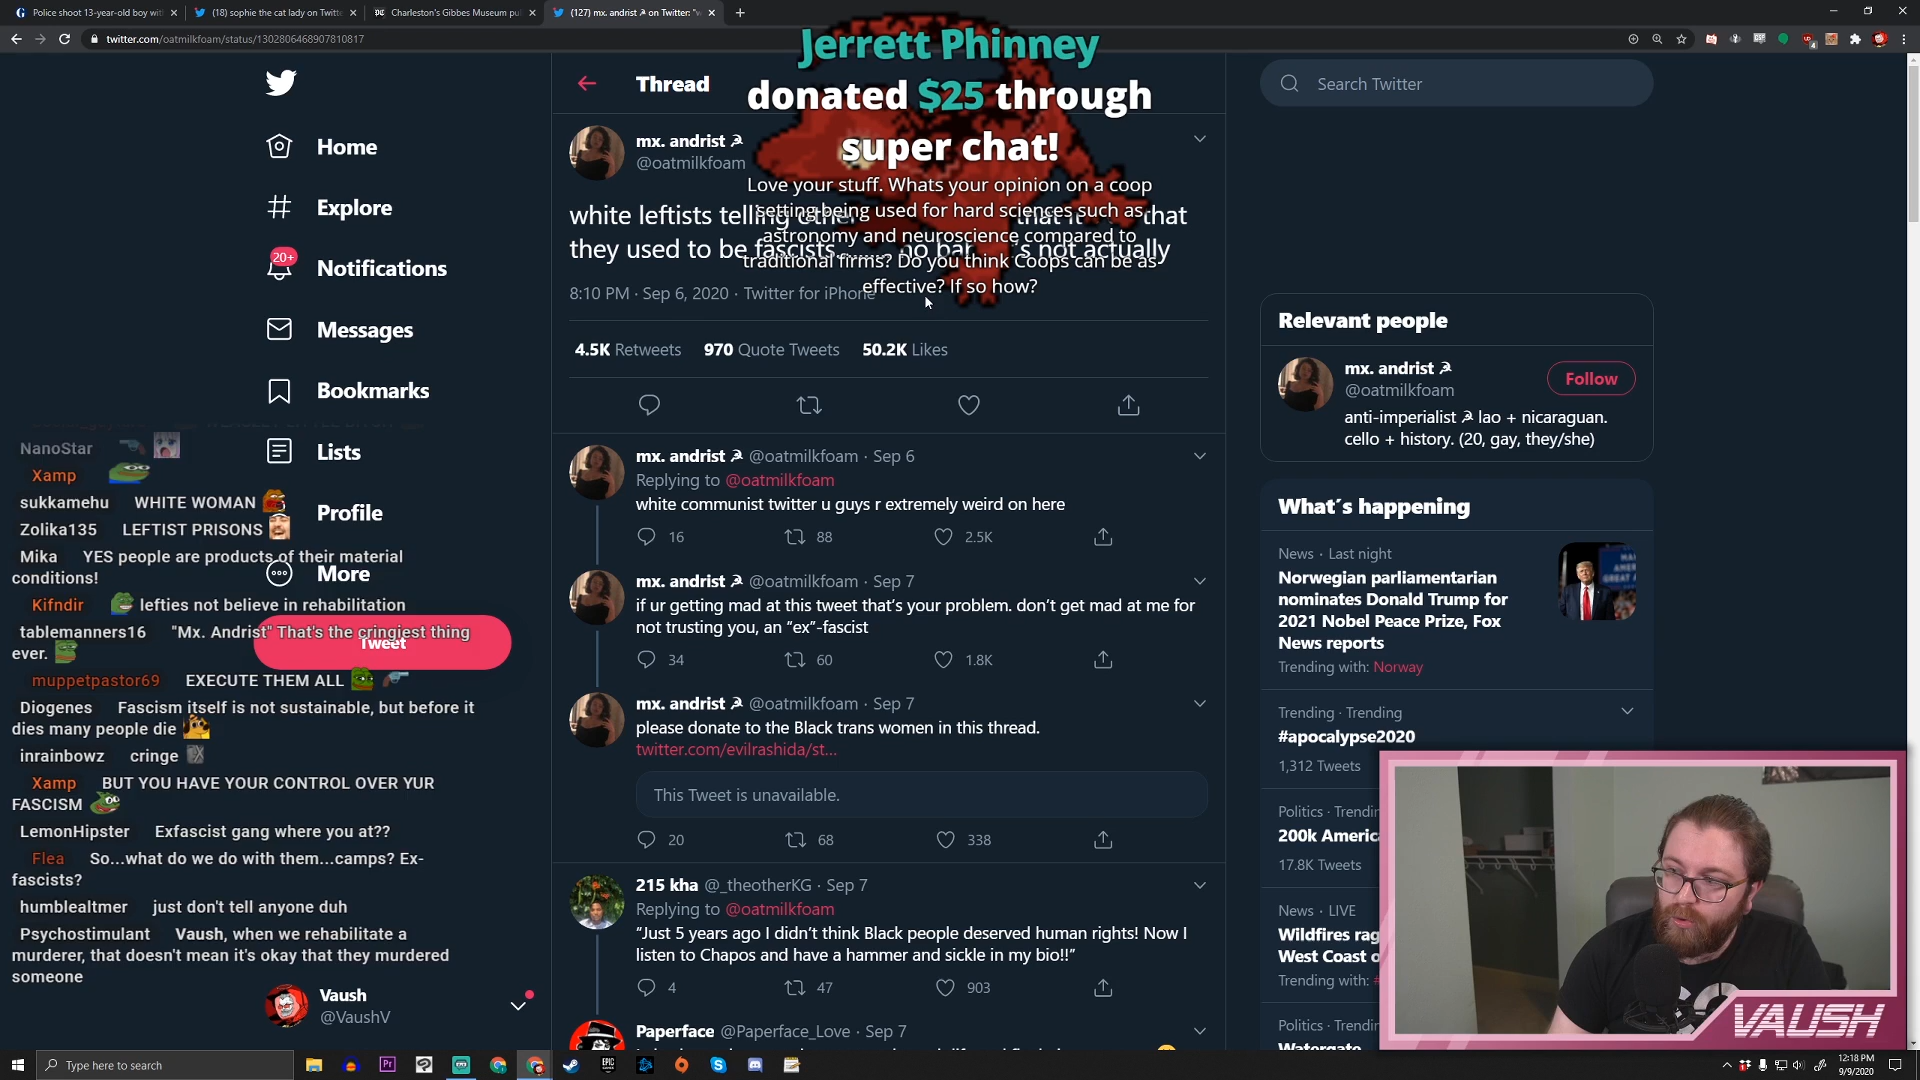 Police shoot 13-year-old boy wit
(18) sophie the cat lady on Twitte
Charleston's Gibbes Museum pu
(127) mx. andrist on Twitter: "w
twitter.com/oatmilkfoam/status/1302806468907810817
Home
Explore
20+
Notifications
Messages
Bookmarks
Lists
Profile
More
Tweet
NanoStar
Xamp
sukkamehu WHITE WOMAN
Zolika135 LEFTIST PRISONS
Mika YES people are products of their material
conditions!
Kifndir lefties not believe in rehabilitation
tablemanners16 "Mx. Andrist" That's the cringiest thing
ever.
muppetpastor69 EXECUTE THEM ALL
Diogenes Fascism itself is not sustainable, but before it
dies many people die
inrainbowz cringe
Xamp BUT YOU HAVE YOUR CONTROL OVER YUR
FASCISM
LemonHipster Exfascist gang where you at??
Flea So...what do we do with them...camps? Ex-
fascists?
humblealtmer just don't tell anyone duh
Psychostimulant Vaush, when we rehabilitate a
murderer, that doesn't mean it's okay that they murdered
someone
Vaush
@VaushV
Thread
Jerrett Phinney
donated $25 through
super chat!
Love your stuff. Whats your opinion on a coop
setting being used for hard sciences such as
astronomy and neuroscience compared to
traditional firms? Do you think Coops can be as
effective? If so how?
mx. andrist ☭
@oatmilkfoam
white leftists telling that
they used to be fascists not actually
8:10 PM · Sep 6, 2020 · Twitter for iPhone
4.5K Retweets 970 Quote Tweets 50.2K Likes
mx. andrist ☭ @oatmilkfoam · Sep 6
Replying to @oatmilkfoam
white communist twitter u guys r extremely weird on here
16 88 2.5K
mx. andrist ☭ @oatmilkfoam · Sep 7
if ur getting mad at this tweet that's your problem. don't get mad at me for
not trusting you, an "ex"-fascist
34 60 1.8K
mx. andrist ☭ @oatmilkfoam · Sep 7
please donate to the Black trans women in this thread.
twitter.com/evilrashida/st...
This Tweet is unavailable.
20 68 338
215 kha @_theotherKG · Sep 7
Replying to @oatmilkfoam
"Just 5 years ago I didn't think Black people deserved human rights! Now I
listen to Chapos and have a hammer and sickle in my bio!!"
4 47 903
Paperface @Paperface_Love · Sep 7
Search Twitter
Relevant people
mx. andrist ☭
@oatmilkfoam
Follow
anti-imperialist ☭ lao + nicaraguan.
cello + history. (20, gay, they/she)
What's happening
News · Last night
Norwegian parliamentarian
nominates Donald Trump for
2021 Nobel Peace Prize, Fox
News reports
Trending with: Norway
Trending · Trending
#apocalypse2020
1,312 Tweets
Politics · Trendin
200k America
17.8K Tweets
News · LIVE
Wildfires rag
West Coast o
Trending with: #
Politics · Trendin
Watergate
VAUSH
Type here to search
12:18 PM
9/9/2020